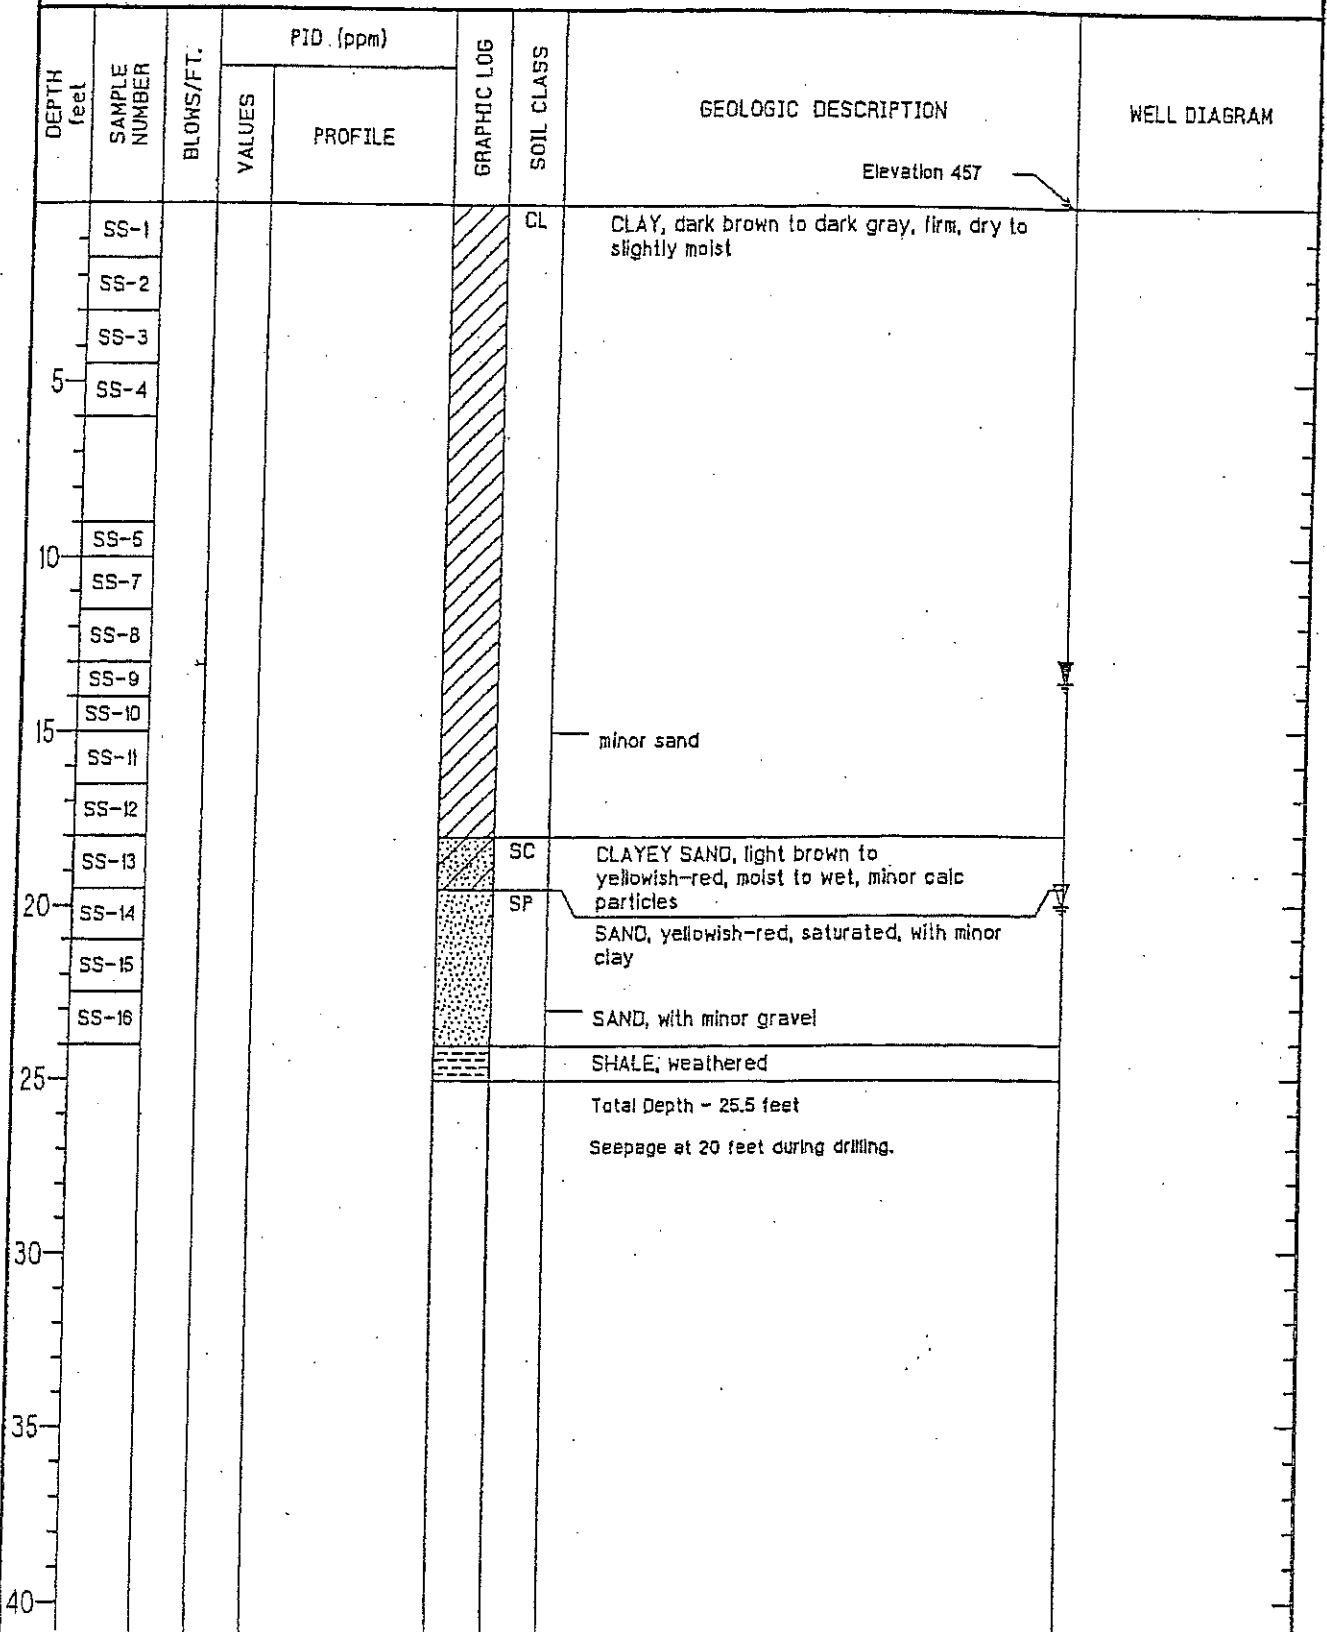 DEPTH
feet
SAMPLE
NUMBER
BLOWS/FT.
PID (ppm)
VALUES
PROFILE
GRAPHIC LOG
SOIL CLASS
GEOLOGIC DESCRIPTION
Elevation 457
WELL DIAGRAM
SS-1
CL
CLAY, dark brown to dark gray, firm, dry to
slightly moist
SS-2
SS-3
5
SS-4
SS-5
10
SS-7
SS-8
SS-9
SS-10
15
minor sand
SS-11
SS-12
SS-13
SC
CLAYEY SAND, light brown to
yellowish-red, moist to wet, minor calc
particles
20
SS-14
SP
SAND, yellowish-red, saturated, with minor
clay
SS-15
SS-16
SAND, with minor gravel
SHALE, weathered
25
Total Depth - 25.5 feet
Seepage at 20 feet during drilling.
30
35
40